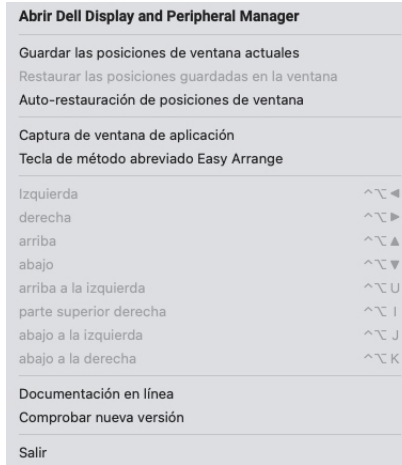 Abrir Dell Display and Peripheral Manager
Guardar las posiciones de ventana actuales
Restaurar las posiciones guardadas en la ventana
Auto-restauración de posiciones de ventana
Captura de ventana de aplicación
Tecla de método abreviado Easy Arrange
Izquierda ^⌥◀
derecha ^⌥▶
arriba ^⌥▲
abajo ^⌥▼
arriba a la izquierda ^⌥U
parte superior derecha ^⌥I
abajo a la izquierda ^⌥J
abajo a la derecha ^⌥K
Documentación en línea
Comprobar nueva versión
Salir